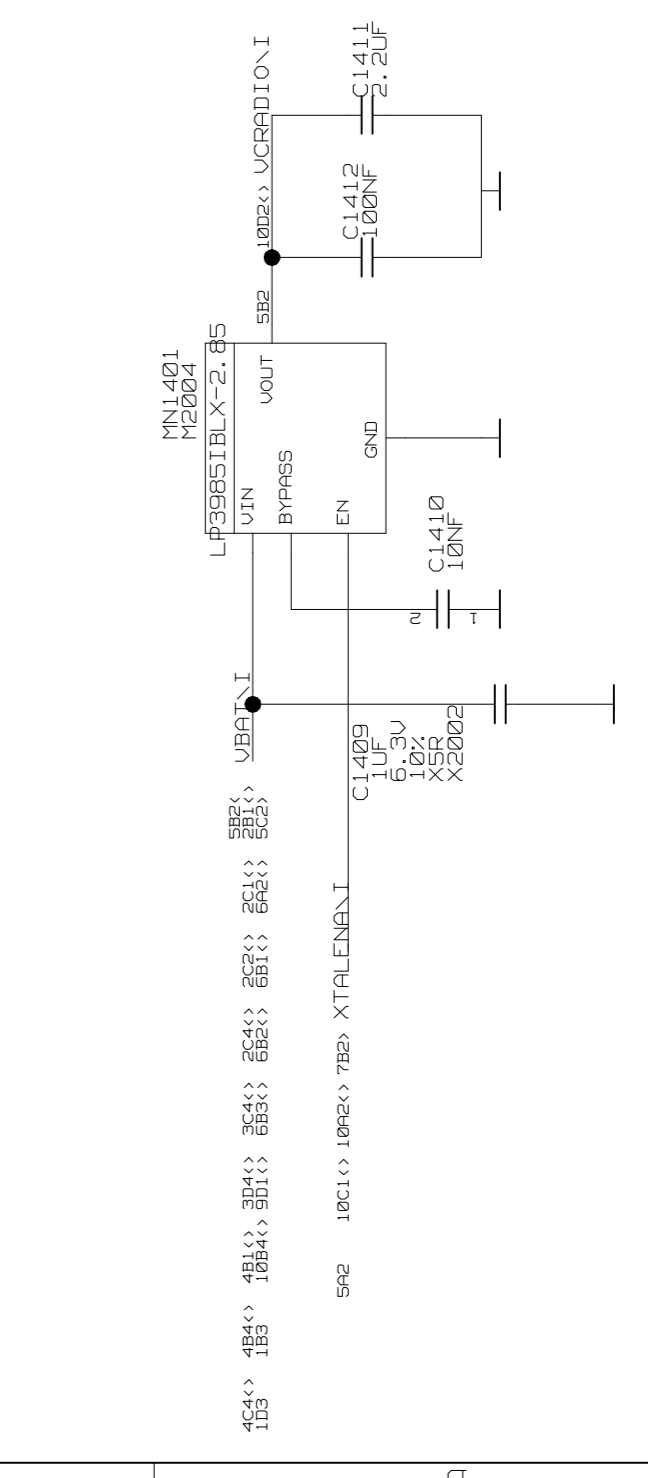 10D2<> VCRADIO\I
5B2
C1411
2.2UF
C1412
100NF
MN1401
M2004
LP3985IBLX-2.85
VOUT
VIN
BYPASS
EN
GND
C1410
10NF
2
1
VBAT\I
C1409
1UF
6.3V
10%
X5R
X2002
5B2<
2B1<>
5C2>
2C1<>
6A2<>
2C2<>
6B1<>
2C4<>
6B2<>
3C4<>
6B3<>
3D4<>
9D1<>
4B1<>
10B4<>
4B4<>
1B3
4C4<>
1D3
5A2 10C1<> 10A2<> 7B2> XTALENA\I